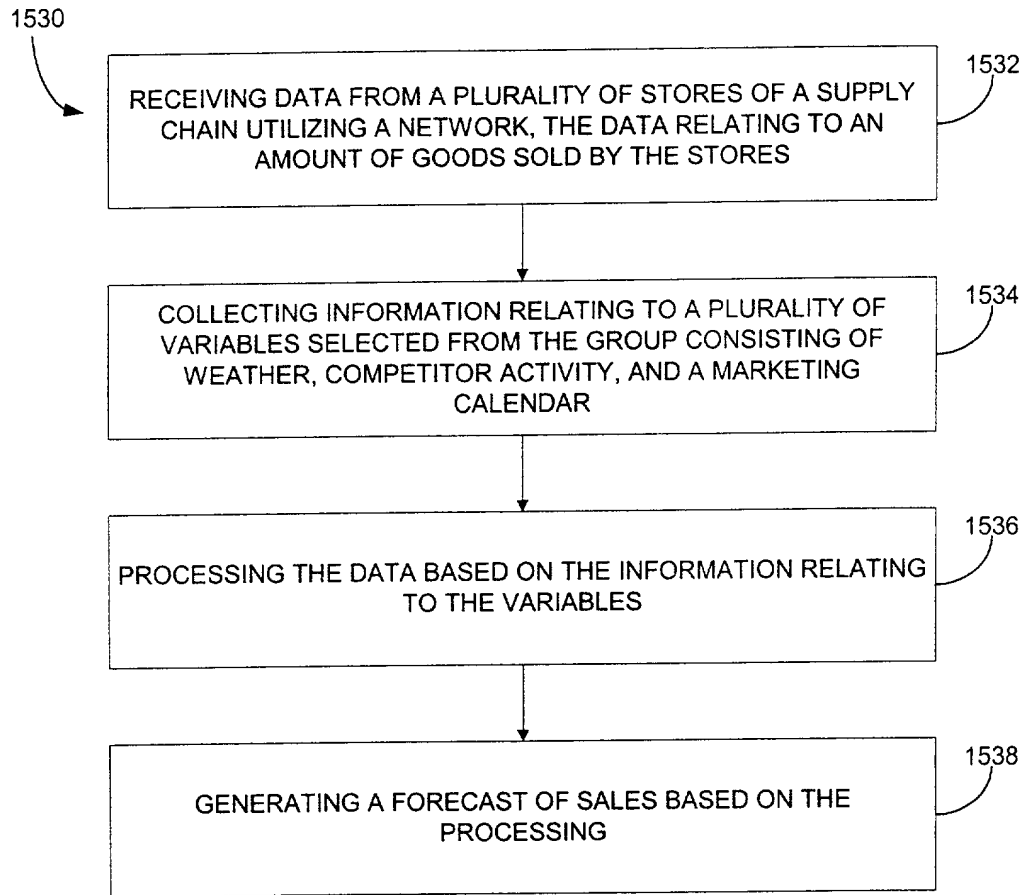 1530
1532
RECEIVING DATA FROM A PLURALITY OF STORES OF A SUPPLY
CHAIN UTILIZING A NETWORK, THE DATA RELATING TO AN
AMOUNT OF GOODS SOLD BY THE STORES
1534
COLLECTING INFORMATION RELATING TO A PLURALITY OF
VARIABLES SELECTED FROM THE GROUP CONSISTING OF
WEATHER, COMPETITOR ACTIVITY, AND A MARKETING
CALENDAR
1536
PROCESSING THE DATA BASED ON THE INFORMATION RELATING
TO THE VARIABLES
1538
GENERATING A FORECAST OF SALES BASED ON THE
PROCESSING